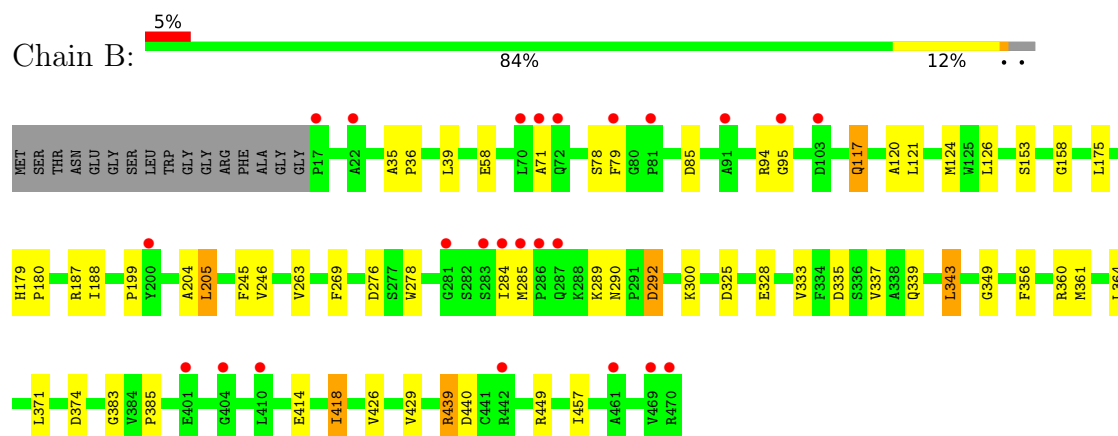 5%
Chain B:
84% 12% • •
MET SER THR ASN GLU GLY SER LEU TRP GLY GLY ARG PHE ALA GLY GLY P17 A22 A35 P36 L39 E58 L70 A71 Q72 S78 F79 G80 P81 D85 A91 R94 G95 D103 Q117 A120 L121 M124 W125 L126 S153 G158 L175
H179 P180 R187 I188 P199 Y200 A204 L205 F245 V246 V263 F269 D276 S277 W278 G281 S282 S283 I284 M285 P286 Q287 K288 K289 N290 P291 D292 K300 D325 E328 V333 F334 D335 S336 V337 A338 Q339 L343 G349 F356 R360 M361 L364
L371 D374 G383 V384 P385 E401 G404 L410 E414 I418 V426 V429 R439 D440 C441 R442 R449 I457 A461 V469 R470